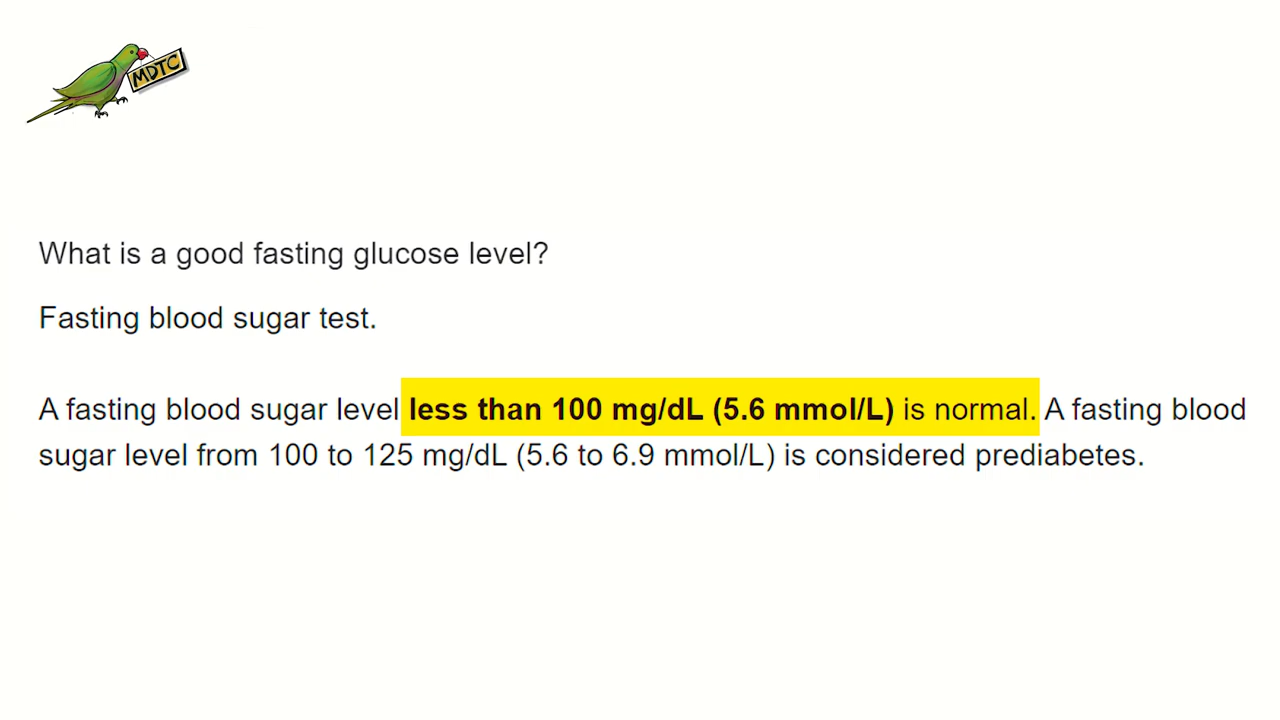 MDTC
What is a good fasting glucose level?
Fasting blood sugar test.
A fasting blood sugar level less than 100 mg/dL (5.6 mmol/L) is normal. A fasting blood
sugar level from 100 to 125 mg/dL (5.6 to 6.9 mmol/L) is considered prediabetes.